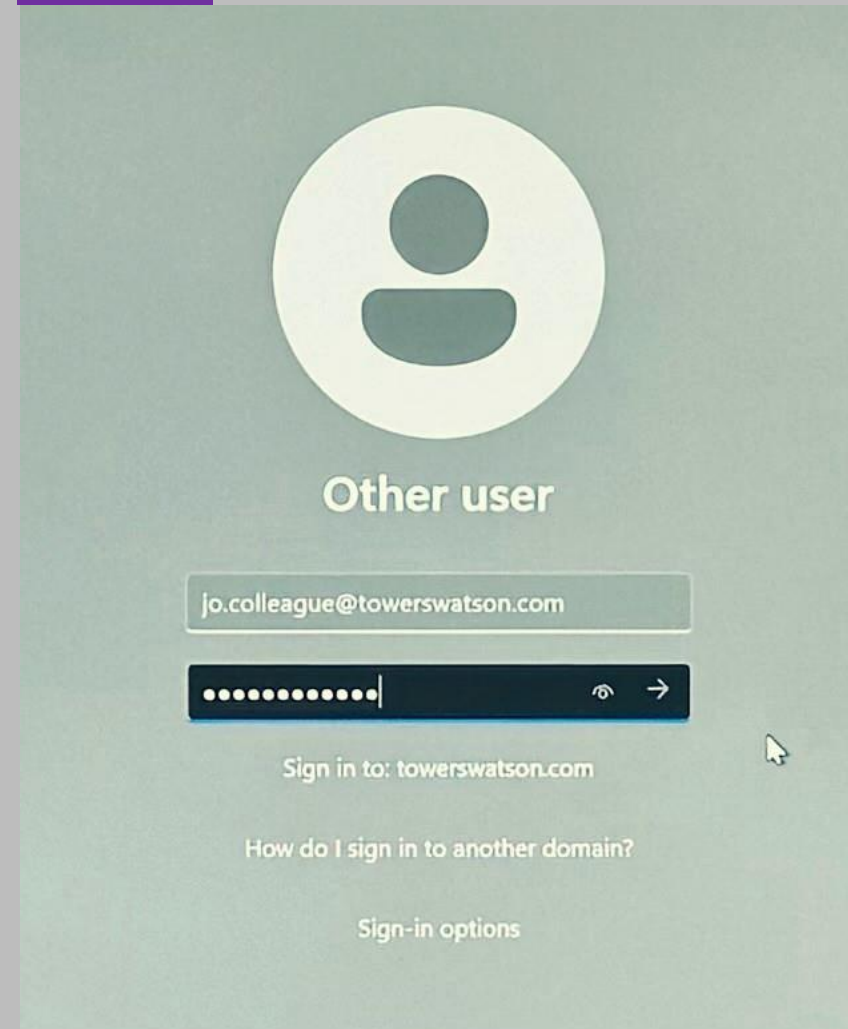 Other user
jo.colleague@towerswatson.com
••••••••••••
Sign in to: towerswatson.com
How do I sign in to another domain?
Sign-in options